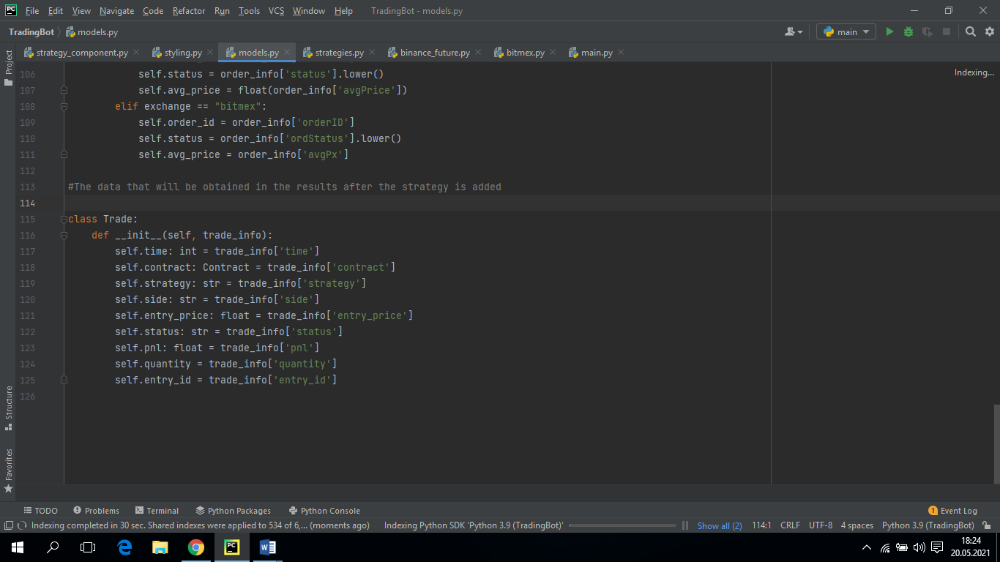 PC File Edit View Navigate Code Refactor Run Tools VCS Window Help TradingBot - models.py
TradingBot models.py main
Project
strategy_component.py styling.py models.py strategies.py binance_future.py bitmex.py main.py
Indexing...
106 self.status = order_info['status'].lower()
107 self.avg_price = float(order_info['avgPrice'])
108 elif exchange == "bitmex":
109 self.order_id = order_info['orderID']
110 self.status = order_info['ordStatus'].lower()
111 self.avg_price = order_info['avgPx']
112
113 #The data that will be obtained in the results after the strategy is added
114
115 class Trade:
116 def __init__(self, trade_info):
117 self.time: int = trade_info['time']
118 self.contract: Contract = trade_info['contract']
119 self.strategy: str = trade_info['strategy']
120 self.side: str = trade_info['side']
121 self.entry_price: float = trade_info['entry_price']
122 self.status: str = trade_info['status']
123 self.pnl: float = trade_info['pnl']
124 self.quantity = trade_info['quantity']
125 self.entry_id = trade_info['entry_id']
126
Structure
Favorites
TODO Problems Terminal Python Packages Python Console 1 Event Log
Indexing completed in 30 sec. Shared indexes were applied to 534 of 6,... (moments ago) Indexing Python SDK 'Python 3.9 (TradingBot)' Show all (2) 114:1 CRLF UTF-8 4 spaces Python 3.9 (TradingBot)
PC W 18:24
20.05.2021